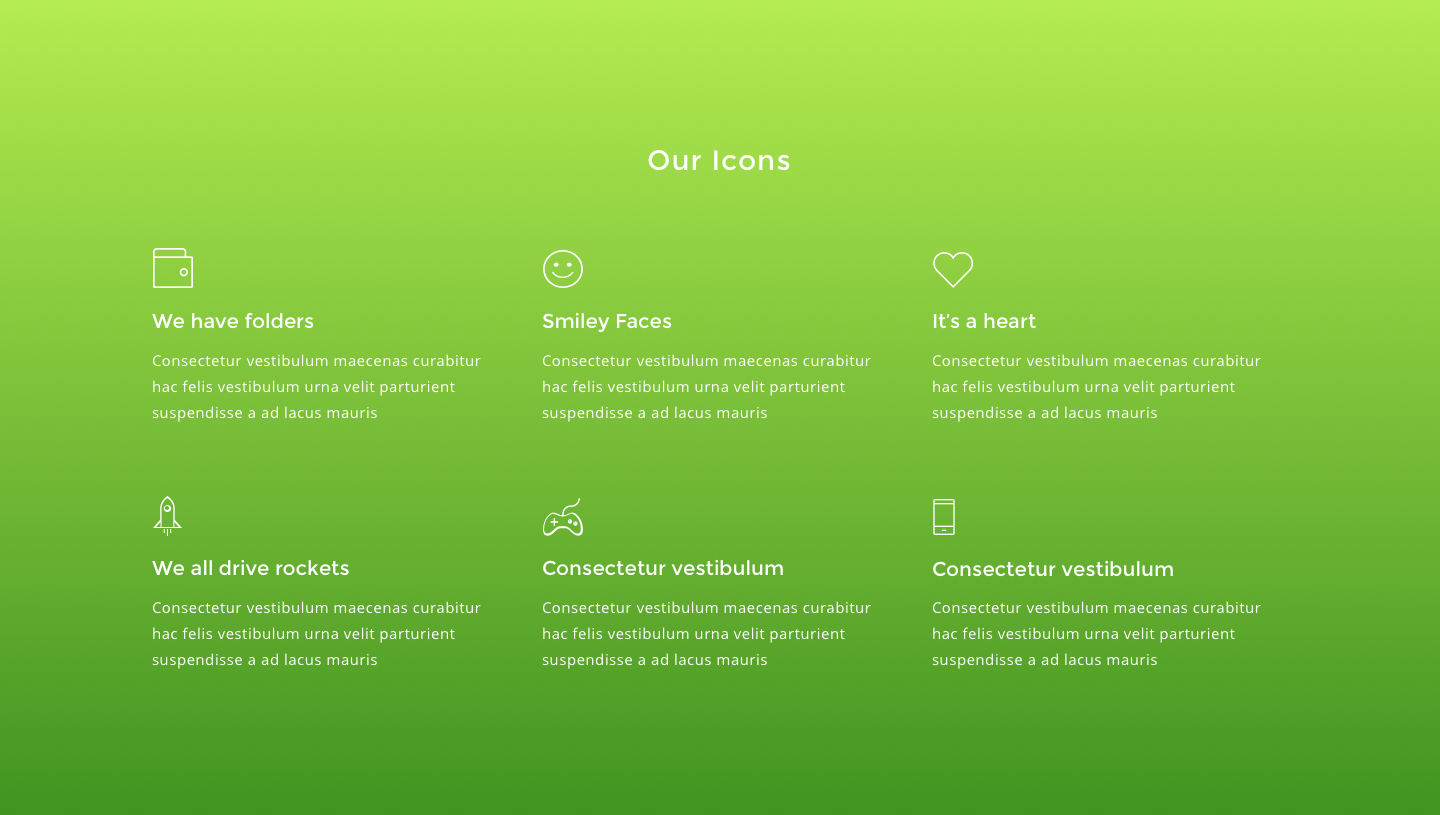 Our Icons
We have folders
Consectetur vestibulum maecenas curabitur
hac felis vestibulum urna velit parturient
suspendisse a ad lacus mauris
Smiley Faces
Consectetur vestibulum maecenas curabitur
hac felis vestibulum urna velit parturient
suspendisse a ad lacus mauris
It’s a heart
Consectetur vestibulum maecenas curabitur
hac felis vestibulum urna velit parturient
suspendisse a ad lacus mauris
We all drive rockets
Consectetur vestibulum maecenas curabitur
hac felis vestibulum urna velit parturient
suspendisse a ad lacus mauris
Consectetur vestibulum
Consectetur vestibulum maecenas curabitur
hac felis vestibulum urna velit parturient
suspendisse a ad lacus mauris
Consectetur vestibulum
Consectetur vestibulum maecenas curabitur
hac felis vestibulum urna velit parturient
suspendisse a ad lacus mauris